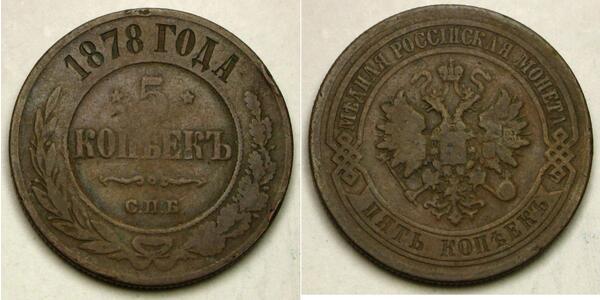 1878 ГОДА
5
КОПѢЕКЪ
С.П.Б.
МѢДНАЯ РОССІЙСКАЯ МОНЕТА
ПЯТЬ КОПѢЕКЪ